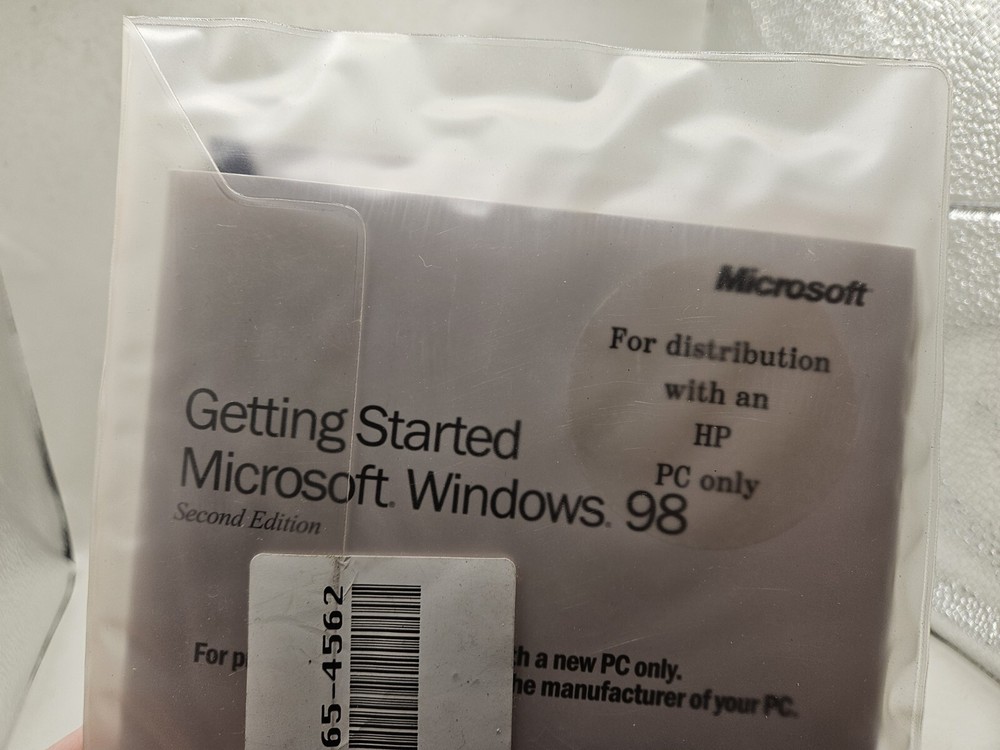 Microsoft
For distribution
with an
HP
PC only
Getting Started
Microsoft. Windows. 98
Second Edition
For p
h a new PC only.
he manufacturer of your PC.
65-4562